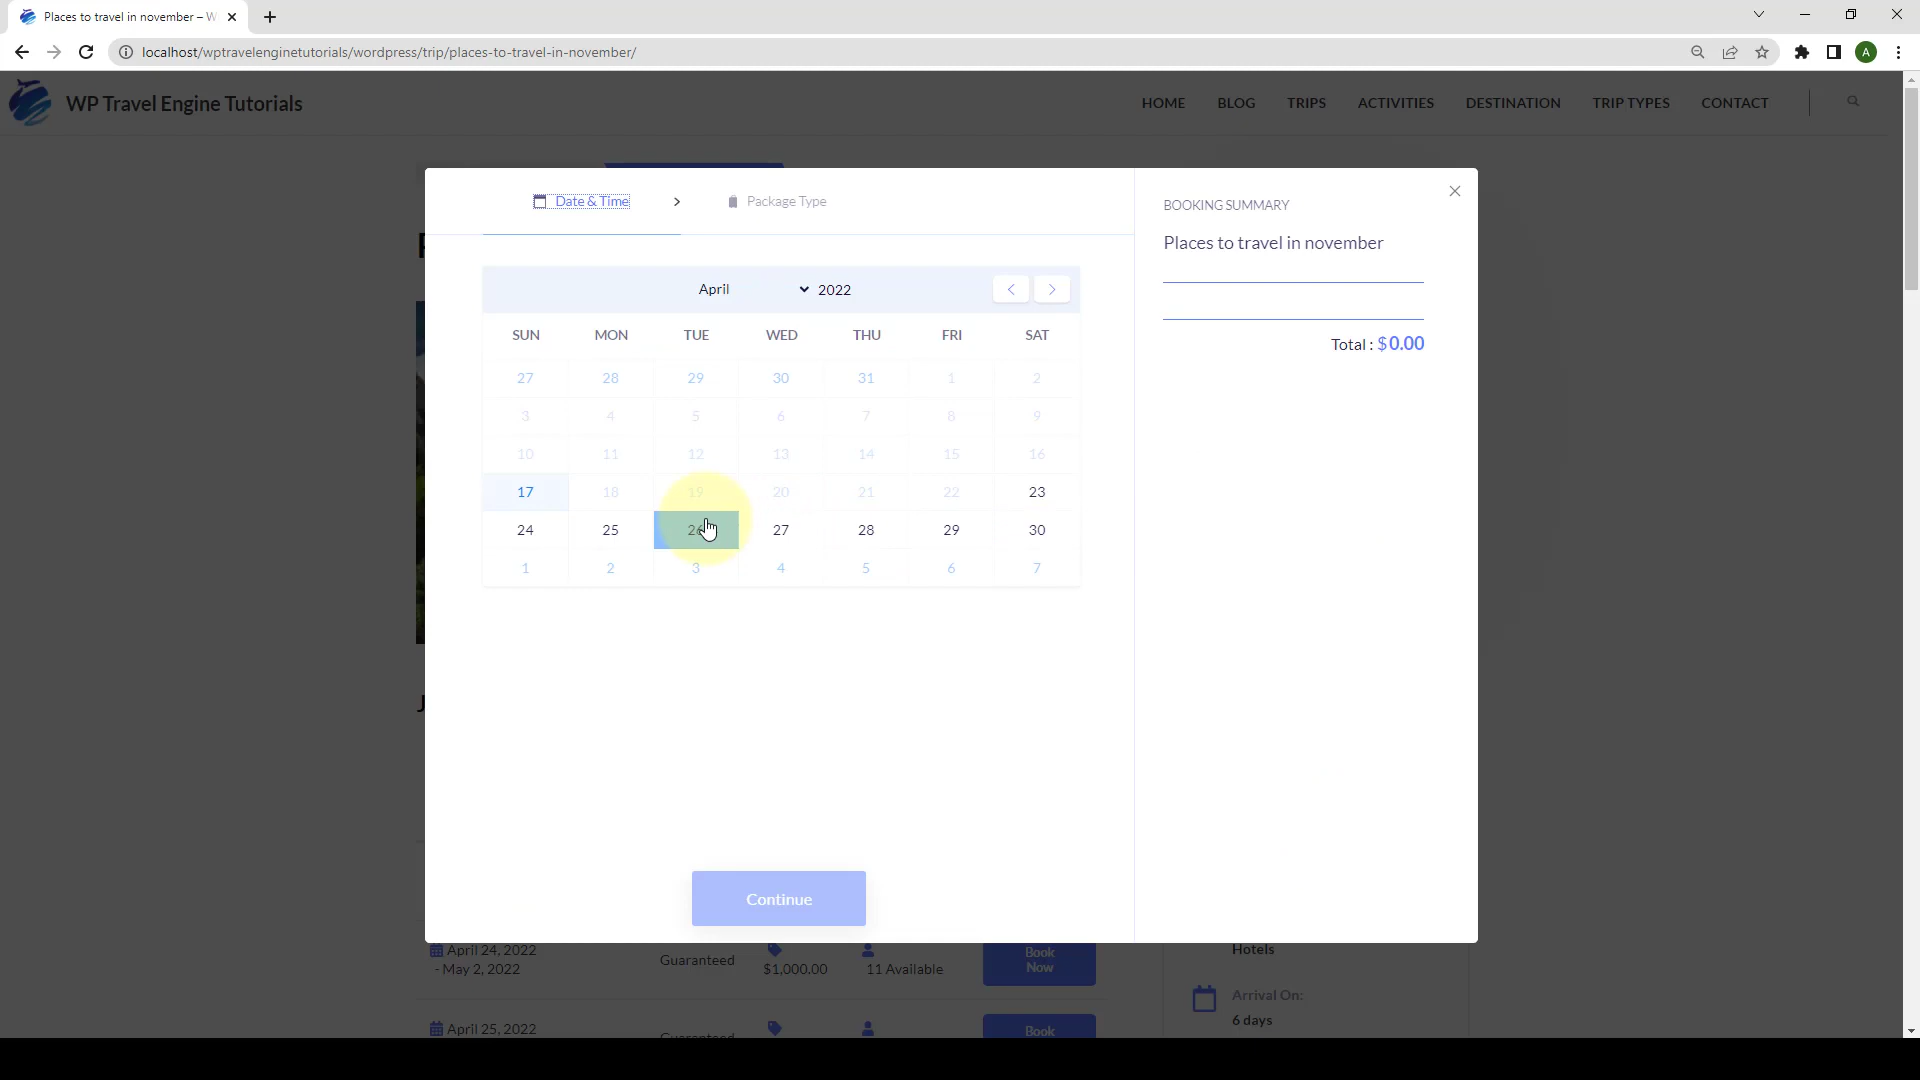 Places to travel in november – W
localhost/wptravelenginetutorials/wordpress/trip/places-to-travel-in-november/
A
WP Travel Engine Tutorials
HOME BLOG TRIPS ACTIVITIES DESTINATION TRIP TYPES CONTACT
Date & Time > Package Type
April 2022
SUN MON TUE WED THU FRI SAT
27 28 29 30 31 1 2
3 4 5 6 7 8 9
10 11 12 13 14 15 16
17 18 19 20 21 22 23
24 25 26 27 28 29 30
1 2 3 4 5 6 7
Continue
BOOKING SUMMARY
Places to travel in november
Total : $0.00
April 24, 2022
- May 2, 2022
Guaranteed
$1,000.00
11 Available
Book
Now
April 25, 2022
Guaranteed
Book
Hotels
Arrival On:
6 days